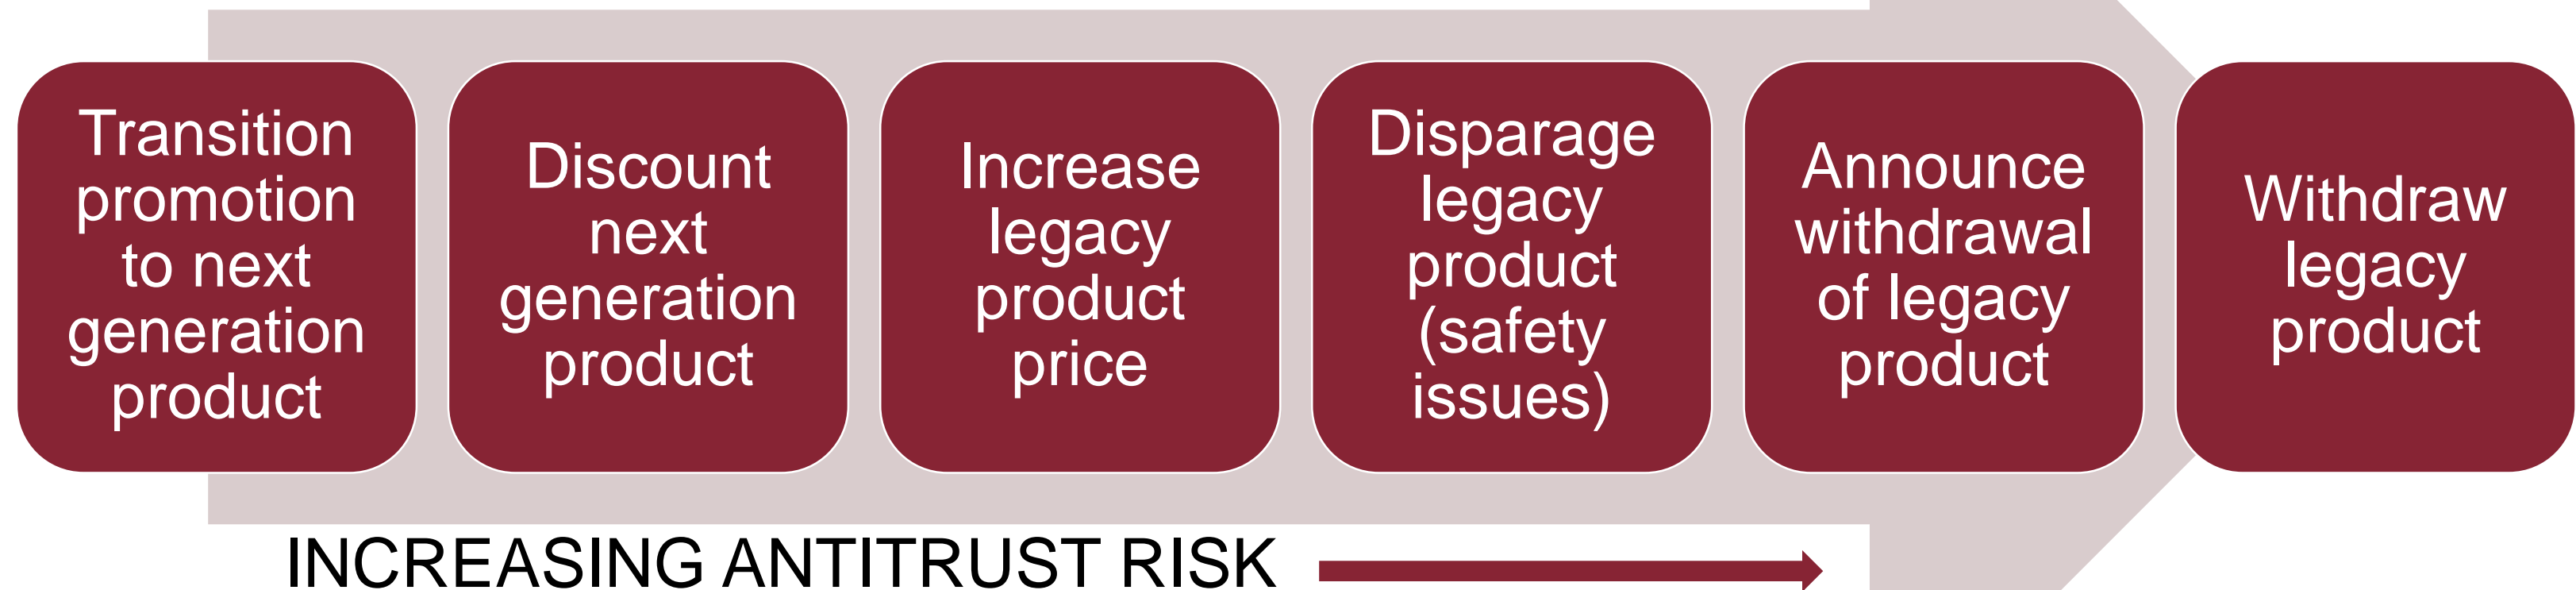 Transition
promotion
to next
generation
product
Discount
next
generation
product
Increase
legacy
product
price
Disparage
legacy
product
(safety
issues)
Announce
withdrawal
of legacy
product
Withdraw
legacy
product
INCREASING ANTITRUST RISK